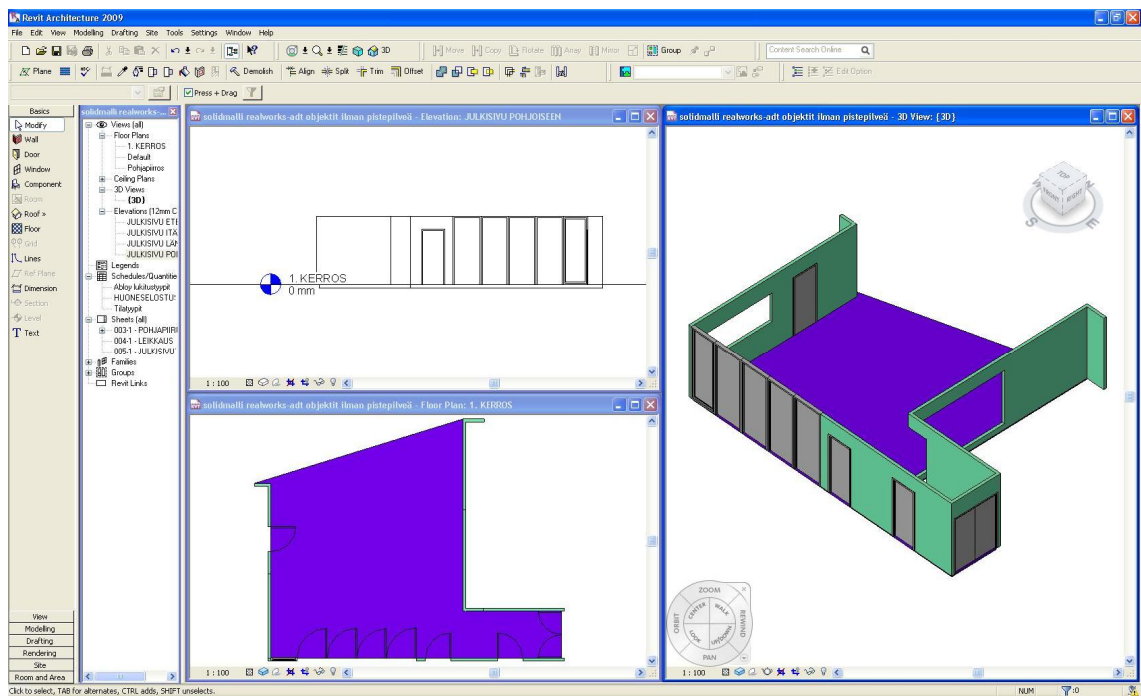 Revit Architecture 2009
File Edit View Modelling Drafting Site Tools Settings Window Help
3D Move Copy Rotate Array Mirror Group Content Search Online
Plane Demolish Align Split Trim Offset Edit Option
Press + Drag
Basics
Modify
Wall
Door
Window
Component
Room
Roof »
Floor
Grid
Lines
Ref Plane
Dimension
Section
Level
Text
View
Modelling
Drafting
Rendering
Site
Room and Area
solidmalli realworks-...
Views (all)
Floor Plans
1. KERROS
Default
Pohjapiirros
Ceiling Plans
3D Views
{3D}
Elevations (12mm C
JULKISIVU ETE
JULKISIVU ITÄ
JULKISIVU LÄN
JULKISIVU POI
Legends
Schedules/Quantitie
Abloy lukitustyypit
HUONESELOSTU
Tilatyypit
Sheets (all)
003-1 - POHJAPIIRI
004-1 - LEIKKAUS
005-1 - JULKISIVU
Families
Groups
Revit Links
solidmalli realworks-adt objektit ilman pistepilveä - Elevation: JULKISIVU POHJOISEEN
1. KERROS
0 mm
1 : 100
solidmalli realworks-adt objektit ilman pistepilveä - Floor Plan: 1. KERROS
1 : 100
solidmalli realworks-adt objektit ilman pistepilveä - 3D View: {3D}
TOP
FRONT RIGHT
W N
S E
ZOOM
ORBIT
CENTER WALK
REWIND
LOOK UP/DOWN
PAN
1 : 100
Click to select, TAB for alternates, CTRL adds, SHIFT unselects.
NUM :0